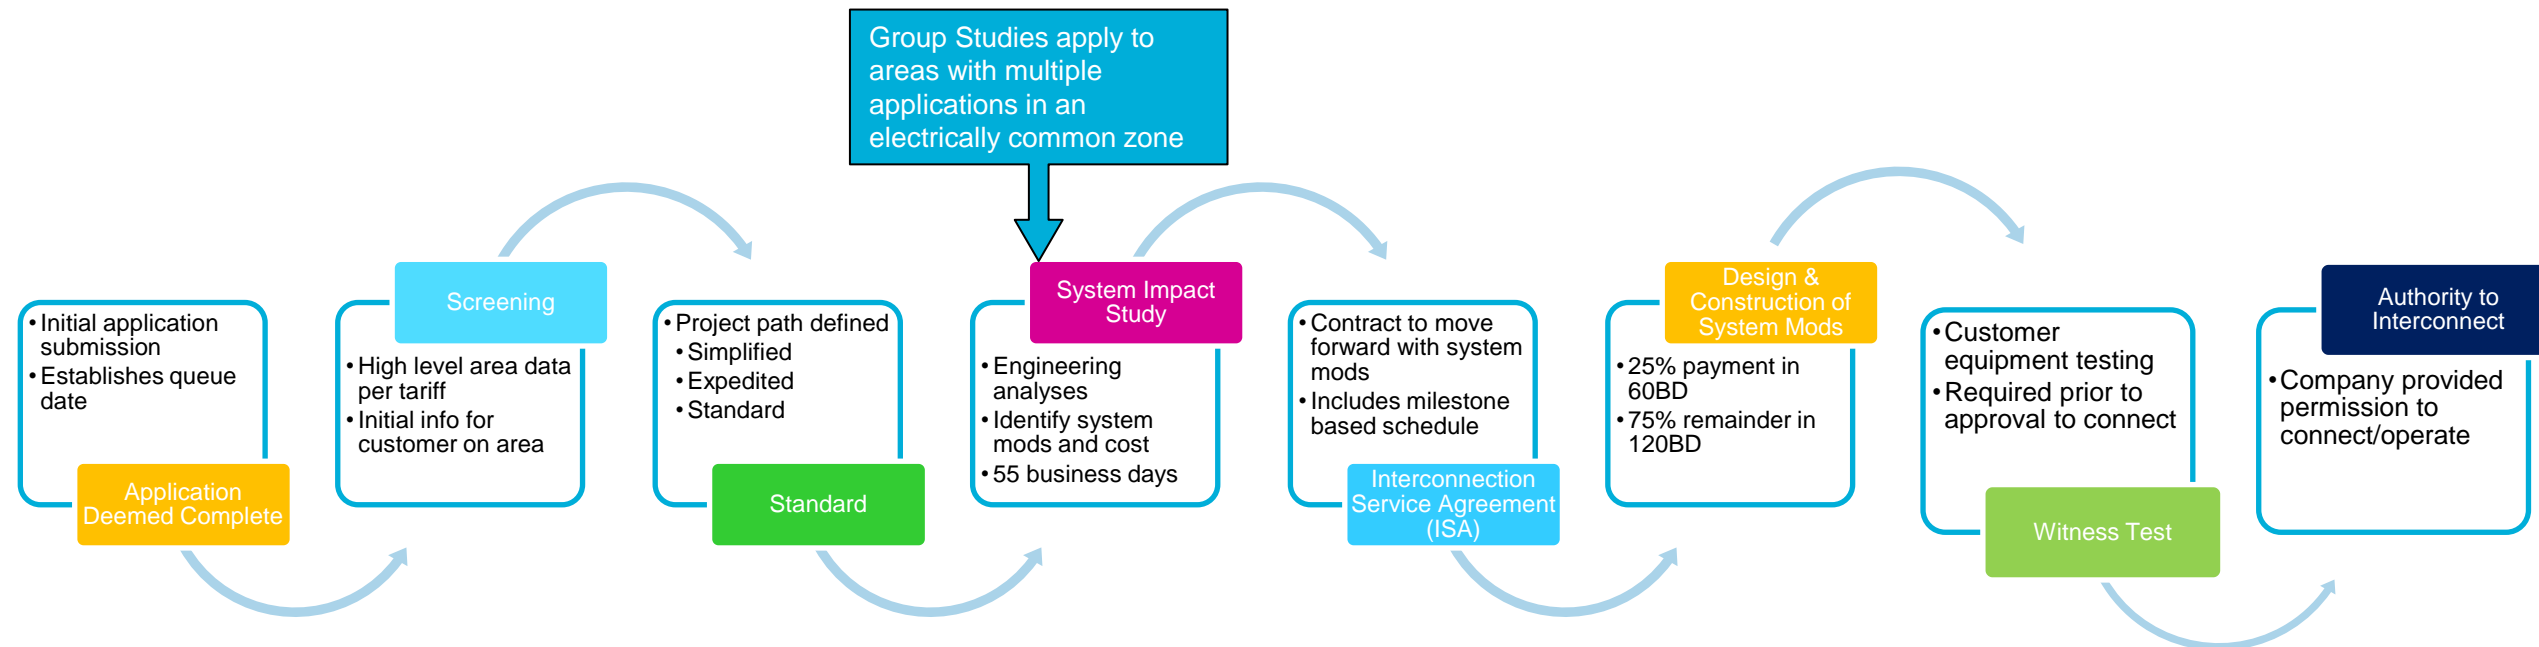 Group Studies apply to
areas with multiple
applications in an
electrically common zone
• Initial application
submission
• Establishes queue
date
Application
Deemed Complete
Screening
• High level area data
per tariff
• Initial info for
customer on area
• Project path defined
• Simplified
• Expedited
• Standard
Standard
System Impact
Study
• Engineering
analyses
• Identify system
mods and cost
• 55 business days
• Contract to move
forward with system
mods
• Includes milestone
based schedule
Interconnection
Service Agreement
(ISA)
Design &
Construction of
System Mods
• 25% payment in
60BD
• 75% remainder in
120BD
• Customer
equipment testing
• Required prior to
approval to connect
Witness Test
Authority to
Interconnect
• Company provided
permission to
connect/operate